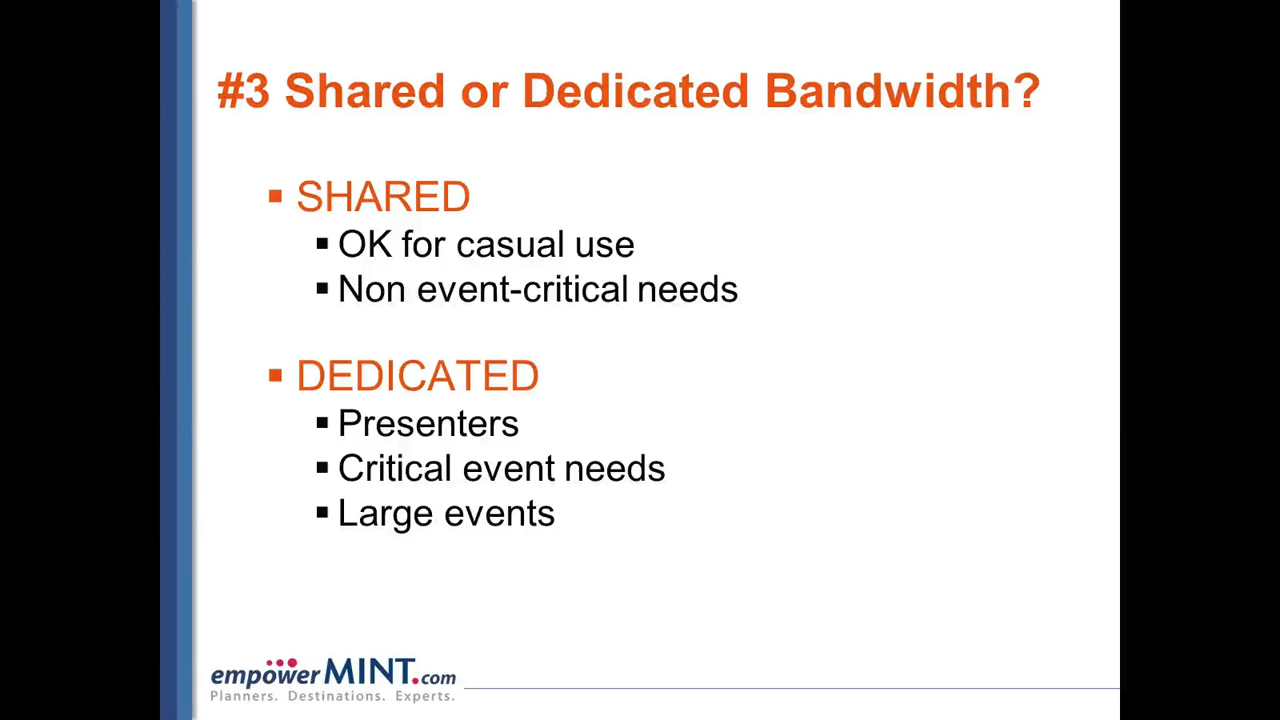 #3 Shared or Dedicated Bandwidth?
SHARED
OK for casual use
Non event-critical needs
DEDICATED
Presenters
Critical event needs
Large events
empowerMINT.com
Planners. Destinations. Experts.